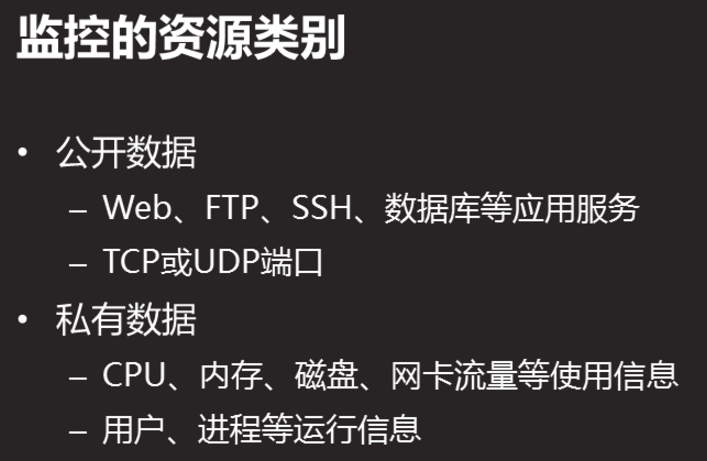 监控的资源类别
• 公开数据
– Web、FTP、SSH、数据库等应用服务
– TCP或UDP端口
• 私有数据
– CPU、内存、磁盘、网卡流量等使用信息
– 用户、进程等运行信息